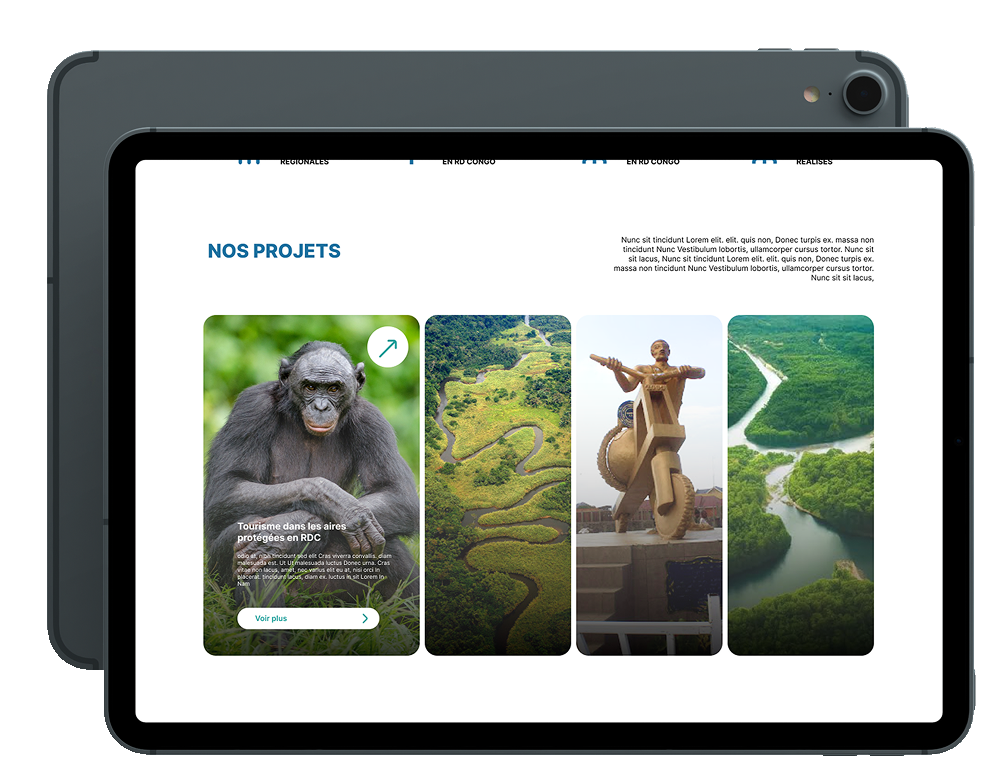 REGIONALES
EN RD CONGO
EN RD CONGO
REALISES
NOS PROJETS
Nunc sit tincidunt Lorem elit. elit. quis non, Donec turpis ex. massa non
tincidunt Nunc Vestibulum lobortis, ullamcorper cursus tortor. Nunc sit
sit lacus, Nunc sit tincidunt Lorem elit. elit. quis non, Donec turpis ex.
massa non tincidunt Nunc Vestibulum lobortis, ullamcorper cursus tortor.
Nunc sit sit lacus,
Tourisme dans les aires
protégées en RDC
odio at, nibh tincidunt sed elit Cras viverra convallis. diam
malesuada est. Ut Ut malesuada luctus Donec urna. Cras
vitae non lacus, amet, nec varius elit eu at, nisi orci In
placerat. tincidunt lacus, diam ex. luctus In sit Lorem In
Nam
Voir plus